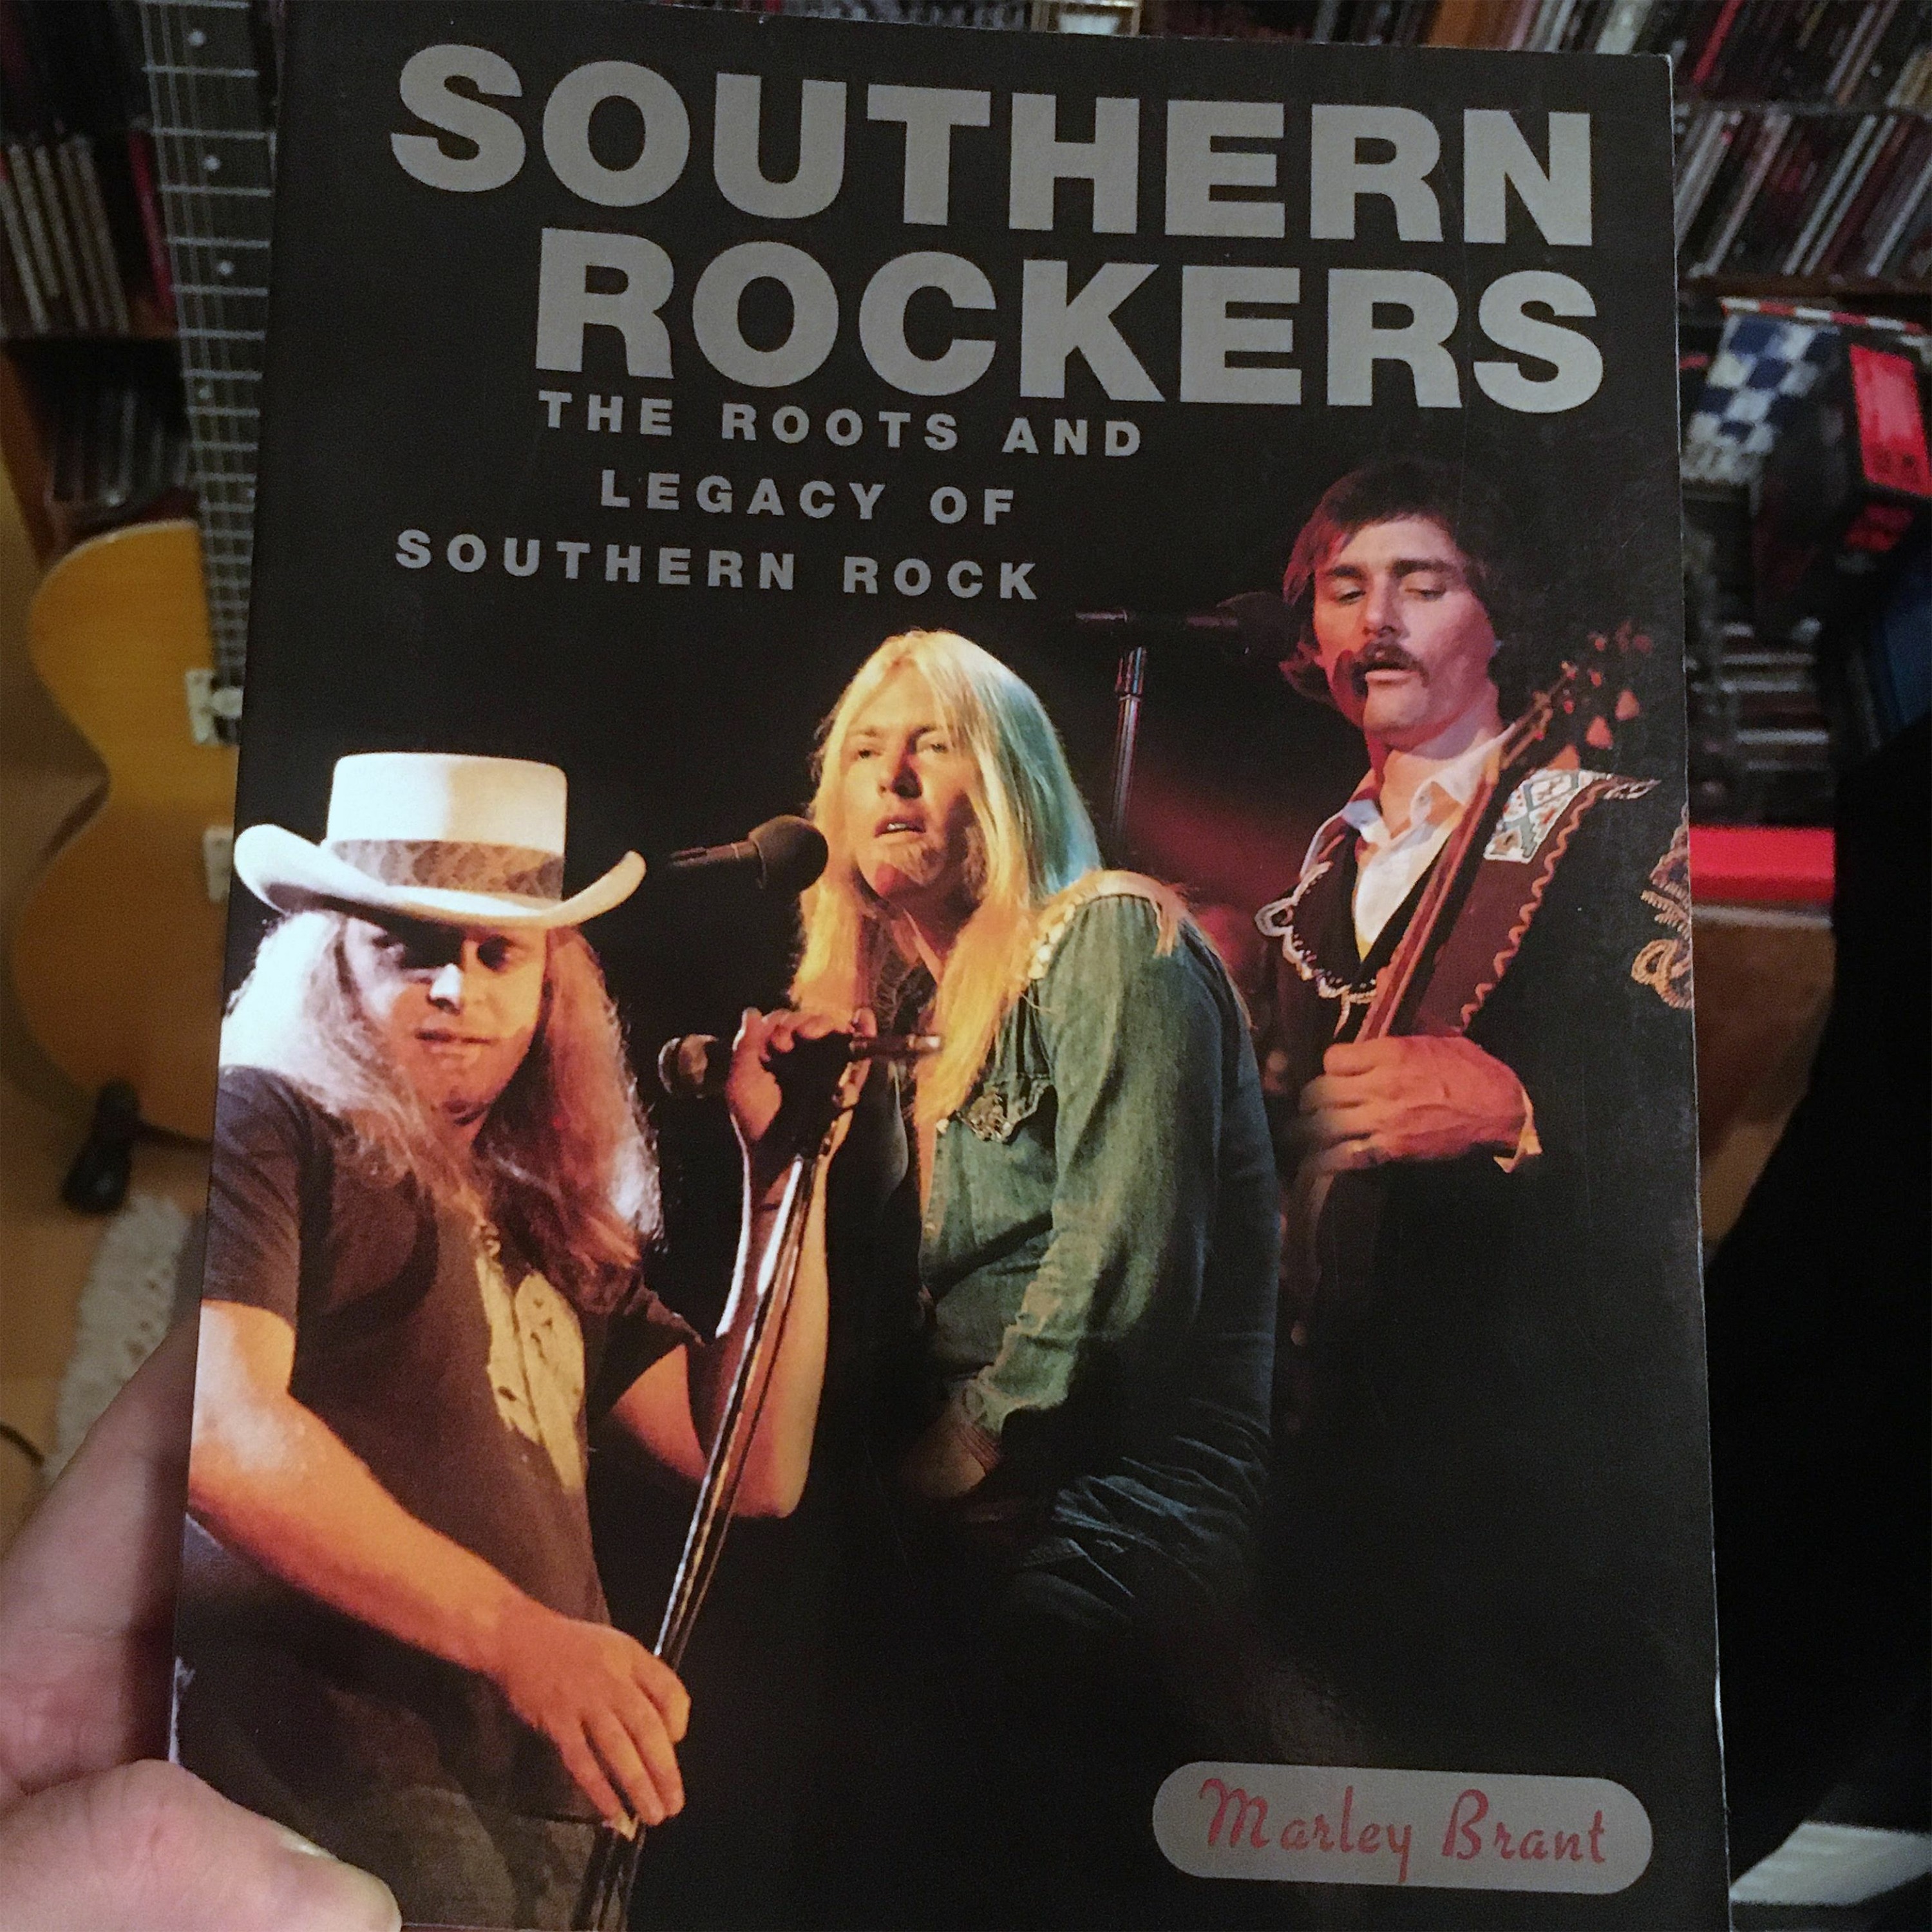 SOUTHERN
ROCKERS
THE ROOTS AND
LEGACY OF
SOUTHERN ROCK
Marley Brant